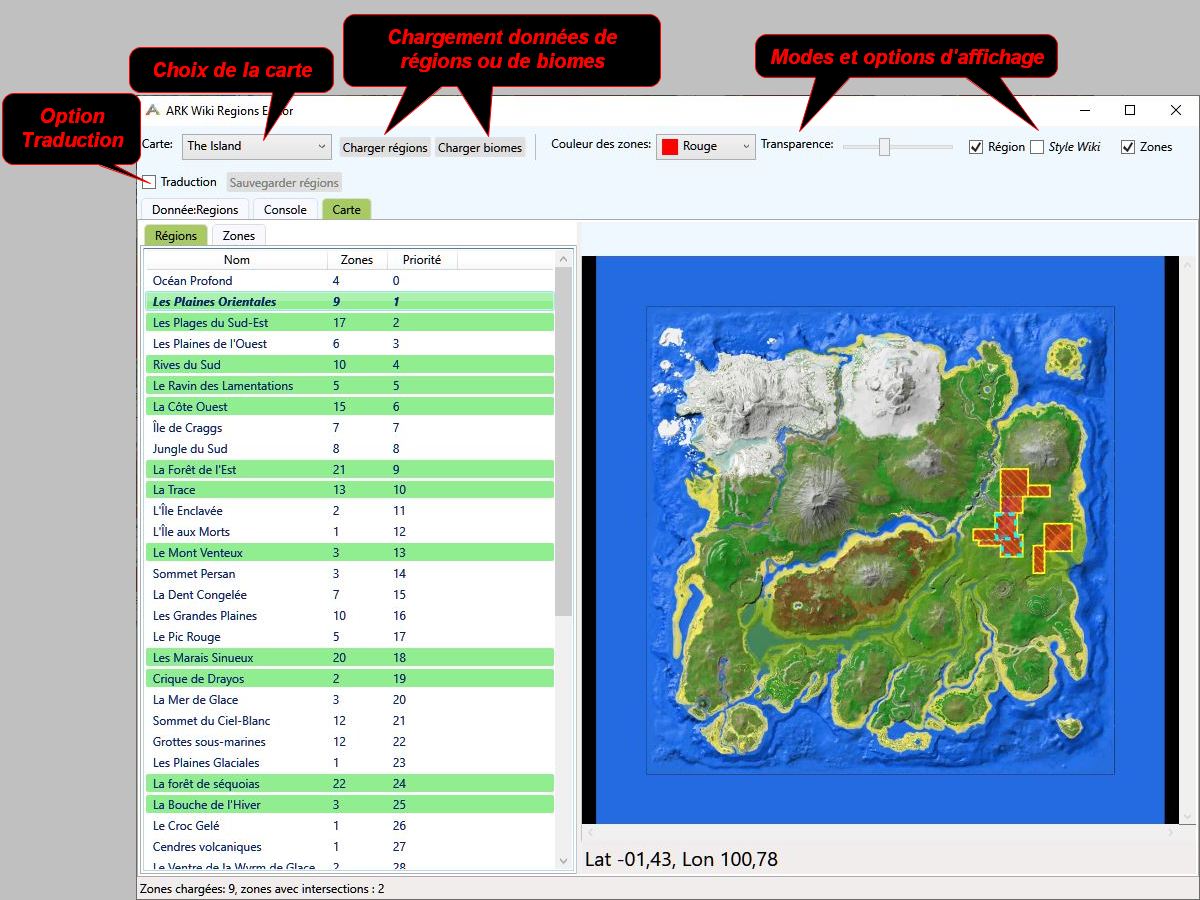 Chargement données de
régions ou de biomes
Choix de la carte
Modes et options d'affichage
Option
Traduction
ARK Wiki Regions E or
Carte:
The Island
Charger régions
Charger biomes
Couleur des zones:
Rouge
Transparence:
Région
Style Wiki
Zones
Traduction
Sauvegarder régions
Donnée:Regions
Console
Carte
Régions
Zones
Nom Zones Priorité
Océan Profond 4 0
Les Plaines Orientales 9 1
Les Plages du Sud-Est 17 2
Les Plaines de l'Ouest 6 3
Rives du Sud 10 4
Le Ravin des Lamentations 5 5
La Côte Ouest 15 6
Île de Craggs 7 7
Jungle du Sud 8 8
La Forêt de l'Est 21 9
La Trace 13 10
L'Île Enclavée 2 11
L'Île aux Morts 1 12
Le Mont Venteux 3 13
Sommet Persan 3 14
La Dent Congelée 7 15
Les Grandes Plaines 10 16
Le Pic Rouge 5 17
Les Marais Sinueux 20 18
Crique de Drayos 2 19
La Mer de Glace 3 20
Sommet du Ciel-Blanc 12 21
Grottes sous-marines 12 22
Les Plaines Glaciales 1 23
La forêt de séquoias 22 24
La Bouche de l'Hiver 3 25
Le Croc Gelé 1 26
Cendres volcaniques 1 27
Le Ventre de la Wyrm de Glace 2 28
Lat -01,43, Lon 100,78
Zones chargées: 9, zones avec intersections : 2